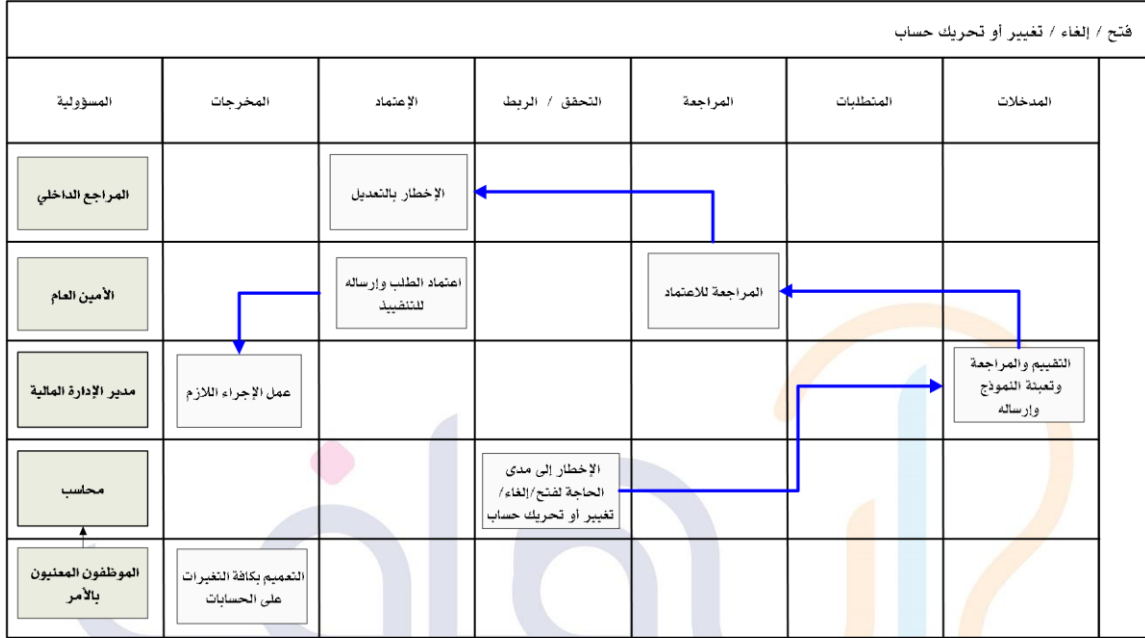 فتح / إلغاء / تغيير أو تحريك حساب
المدخلات
المتطلبات
المراجعة
التحقق / الربط
الإعتماد
المخرجات
المسؤولية
الإخطار بالتعديل
المراجع الداخلي
المراجعة للاعتماد
اعتماد الطلب وإرساله
للتنفييذ
الأمين العام
التقييم والمراجعة
وتعبئة النموذج
وإرساله
عمل الإجراء اللازم
مدير الإدارة المالية
الإخطار إلى مدى
الحاجة لفتح/إلغاء/
تغيير أو تحريك حساب
محاسب
التعميم بكافة التغيرات
على الحسابات
الموظفون المعنيون
بالأمر